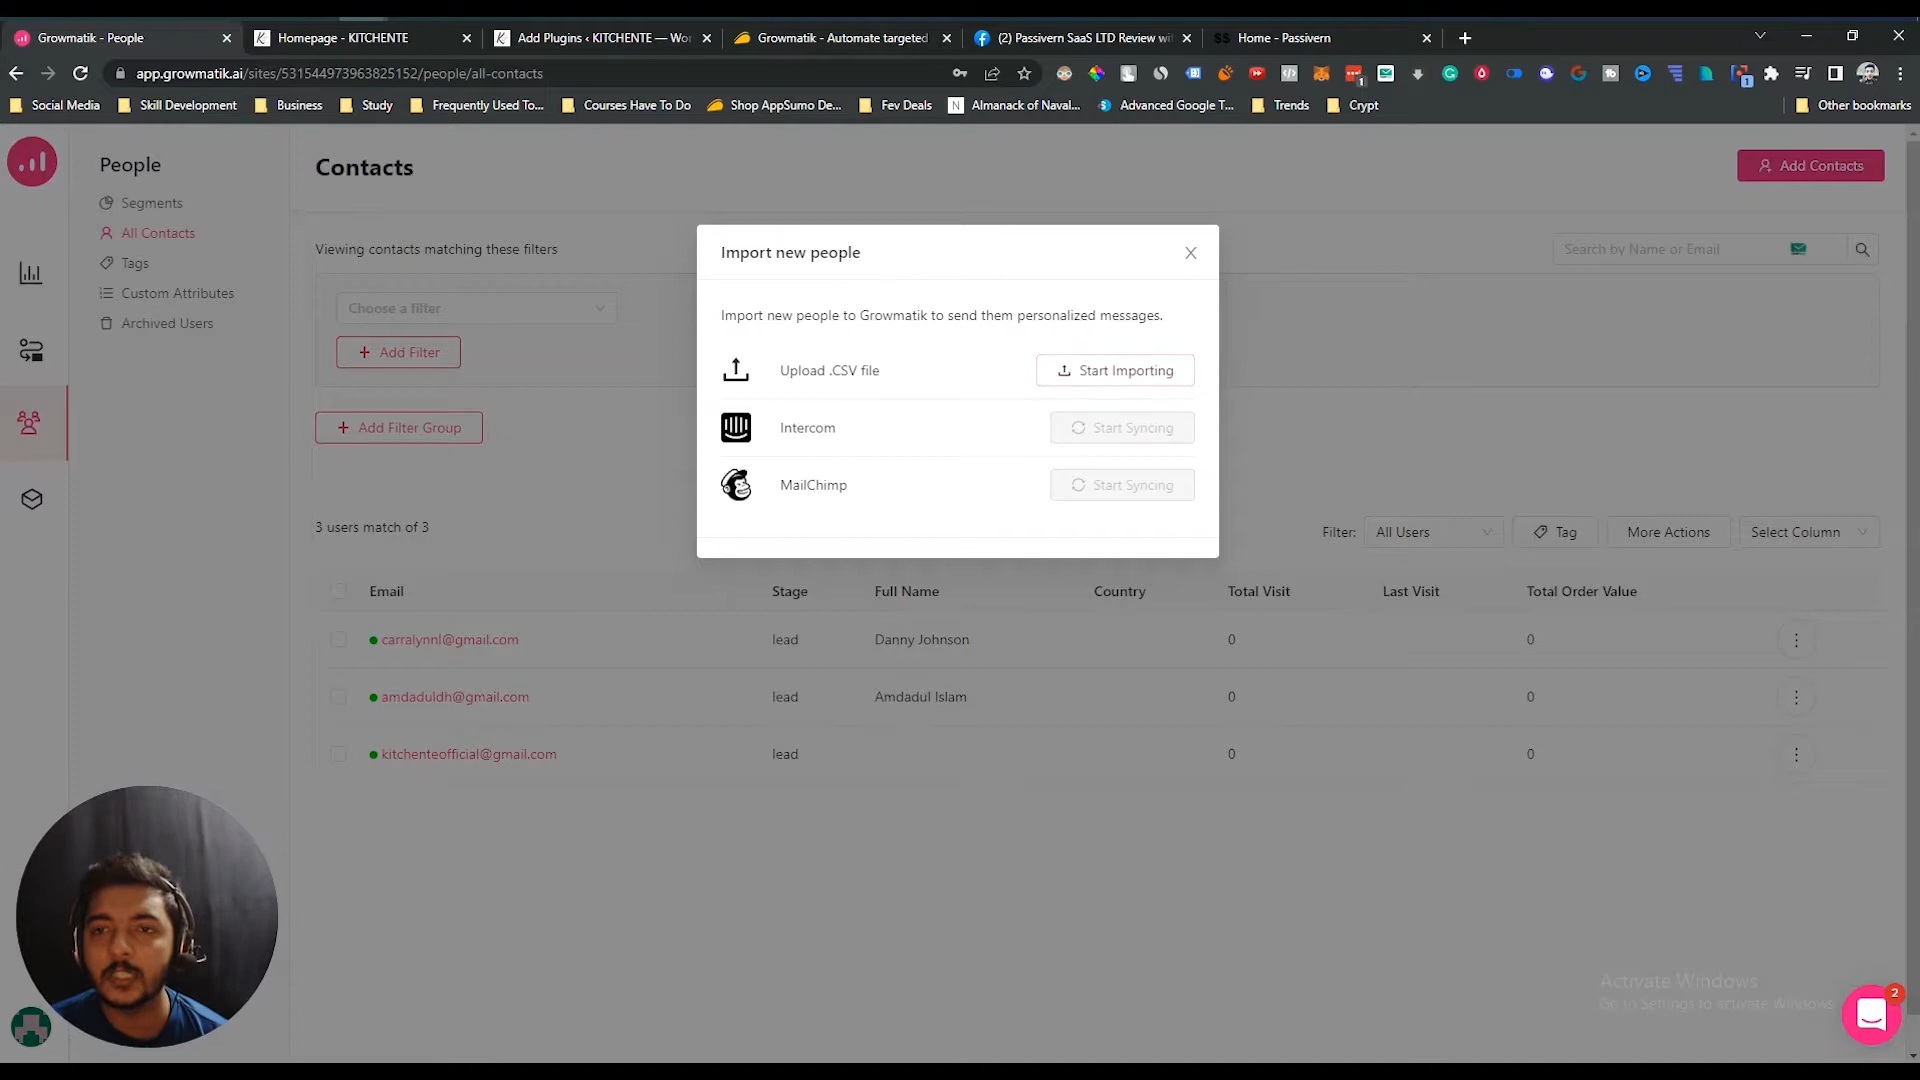 Growmatik - People
Homepage - KITCHENTE
Add Plugins ‹ KITCHENTE — Wor
Growmatik - Automate targeted
(2) Passivern SaaS LTD Review wi
Home - Passivern
app.growmatik.ai/sites/531544973963825152/people/all-contacts
Social Media
Skill Development
Business
Study
Frequently Used To...
Courses Have To Do
Shop AppSumo De...
Fev Deals
Almanack of Naval...
Advanced Google T...
Trends
Crypt
Other bookmarks
People
Segments
All Contacts
Tags
Custom Attributes
Archived Users
Contacts
Add Contacts
Viewing contacts matching these filters
Search by Name or Email
Choose a filter
Add Filter
Add Filter Group
Import new people
Import new people to Growmatik to send them personalized messages.
Upload .CSV file
Start Importing
Intercom
Start Syncing
MailChimp
Start Syncing
3 users match of 3
Filter:
All Users
Tag
More Actions
Select Column
Email Stage Full Name Country Total Visit Last Visit Total Order Value
carralynnl@gmail.com lead Danny Johnson 0 0
amdaduldh@gmail.com lead Amdadul Islam 0 0
kitchenteofficial@gmail.com lead 0 0
Activate Windows
Go to Settings to activate Windows.
2